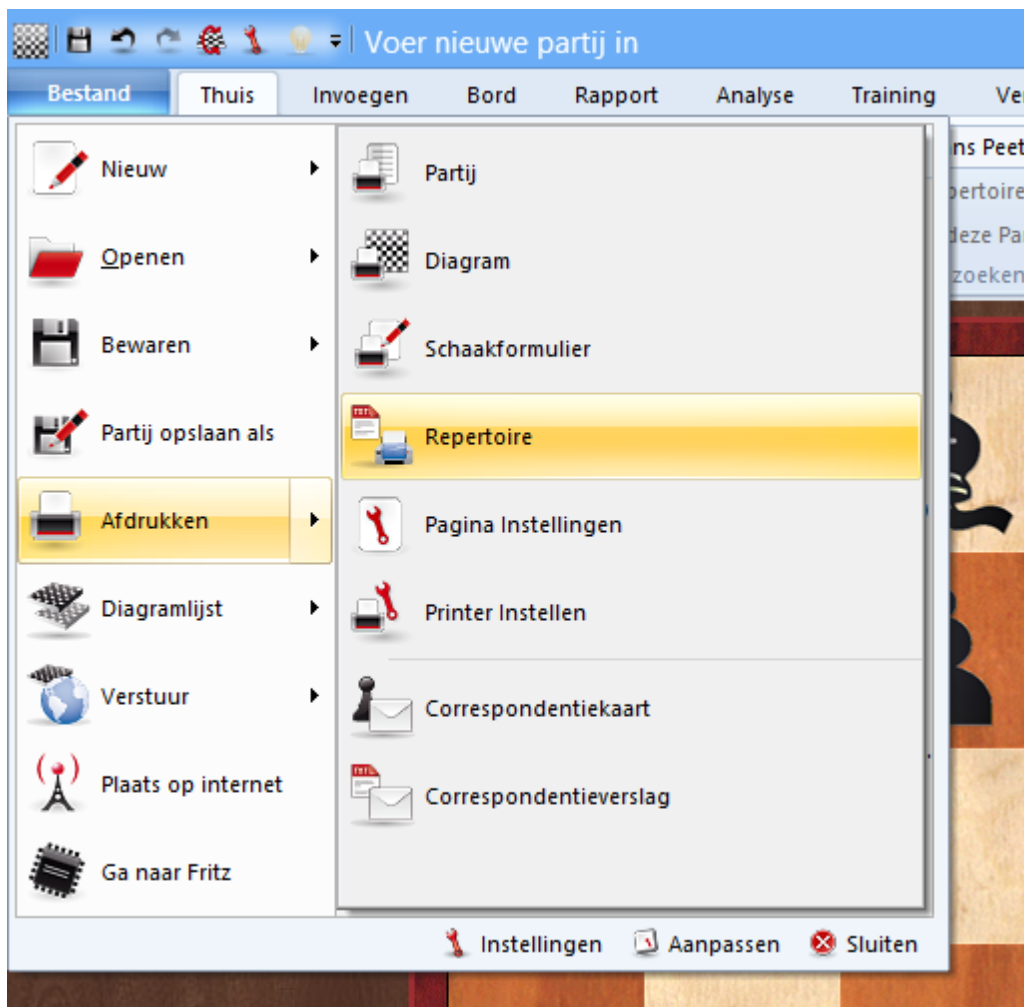 Voer nieuwe partij in
Bestand Thuis Invoegen Bord Rapport Analyse Training
Nieuw
Openen
Bewaren
Partij opslaan als
Afdrukken
Diagramlijst
Verstuur
Plaats op internet
Ga naar Fritz
Partij
Diagram
Schaakformulier
Repertoire
Pagina Instellingen
Printer Instellen
Correspondentiekaart
Correspondentieverslag
deze
zoeken
Instellingen Aanpassen Sluiten